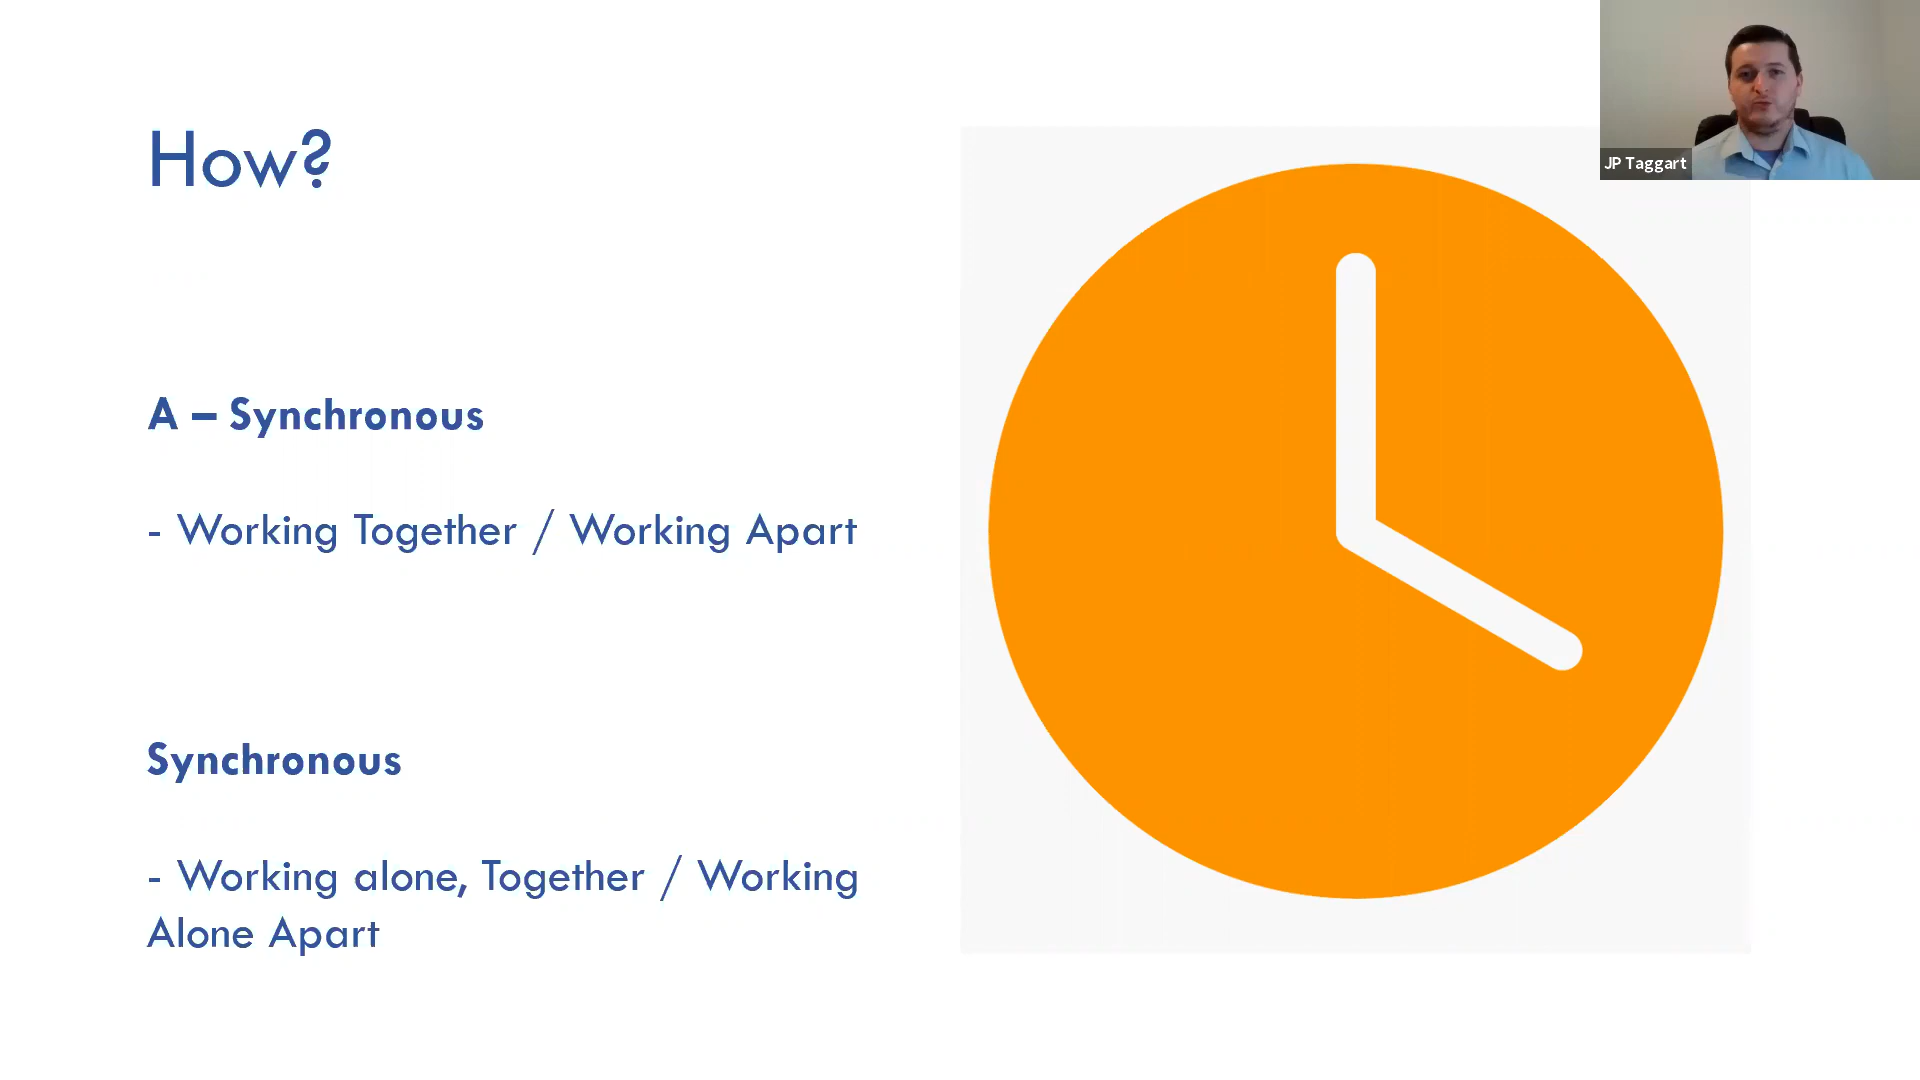 How?
JP Taggart
A – Synchronous
- Working Together / Working Apart
Synchronous
- Working alone, Together / Working
Alone Apart